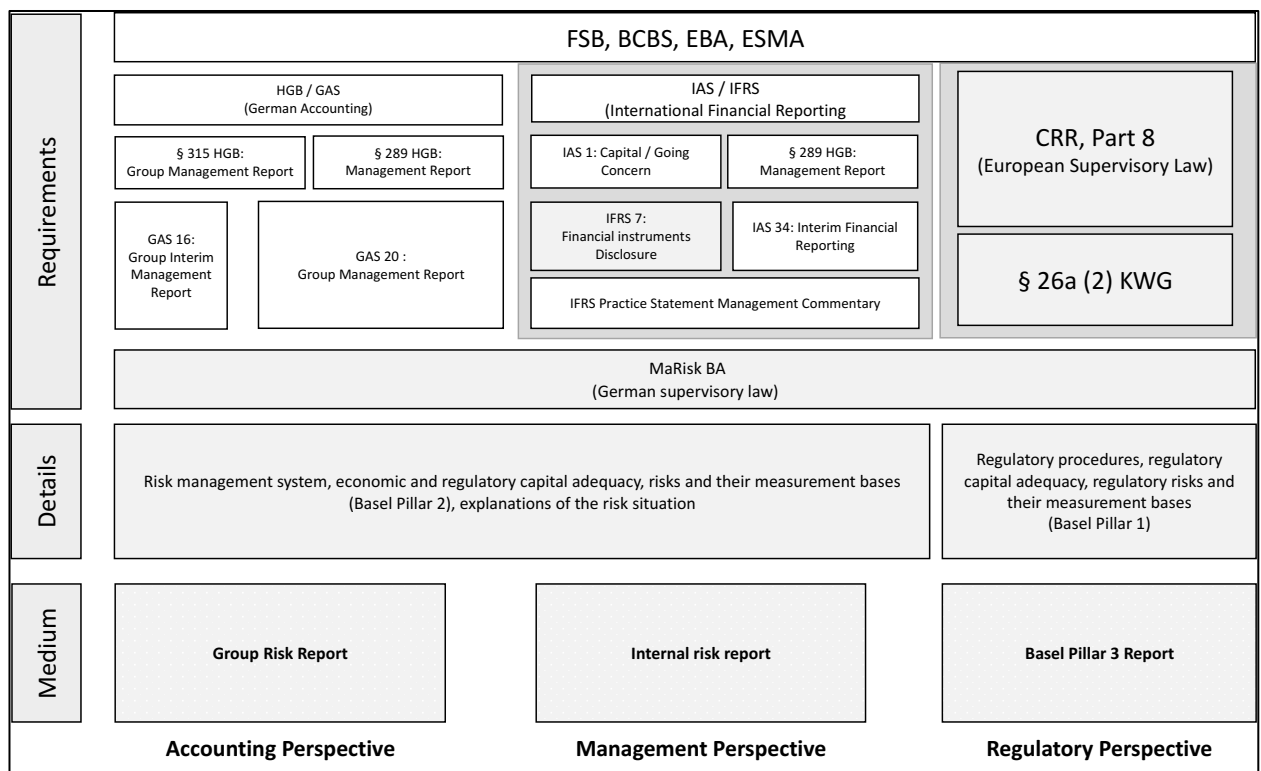 Requirements
FSB, BCBS, EBA, ESMA
HGB / GAS
(German Accounting)
§ 315 HGB:
Group Management Report
§ 289 HGB:
Management Report
GAS 16:
Group Interim
Management
Report
GAS 20 :
Group Management Report
IAS / IFRS
(International Financial Reporting
IAS 1: Capital / Going
Concern
§ 289 HGB:
Management Report
IFRS 7:
Financial instruments
Disclosure
IAS 34: Interim Financial
Reporting
IFRS Practice Statement Management Commentary
CRR, Part 8
(European Supervisory Law)
§ 26a (2) KWG
MaRisk BA
(German supervisory law)
Details
Risk management system, economic and regulatory capital adequacy, risks and their measurement bases
(Basel Pillar 2), explanations of the risk situation
Regulatory procedures, regulatory
capital adequacy, regulatory risks and
their measurement bases
(Basel Pillar 1)
Medium
Group Risk Report
Internal risk report
Basel Pillar 3 Report
Accounting Perspective
Management Perspective
Regulatory Perspective